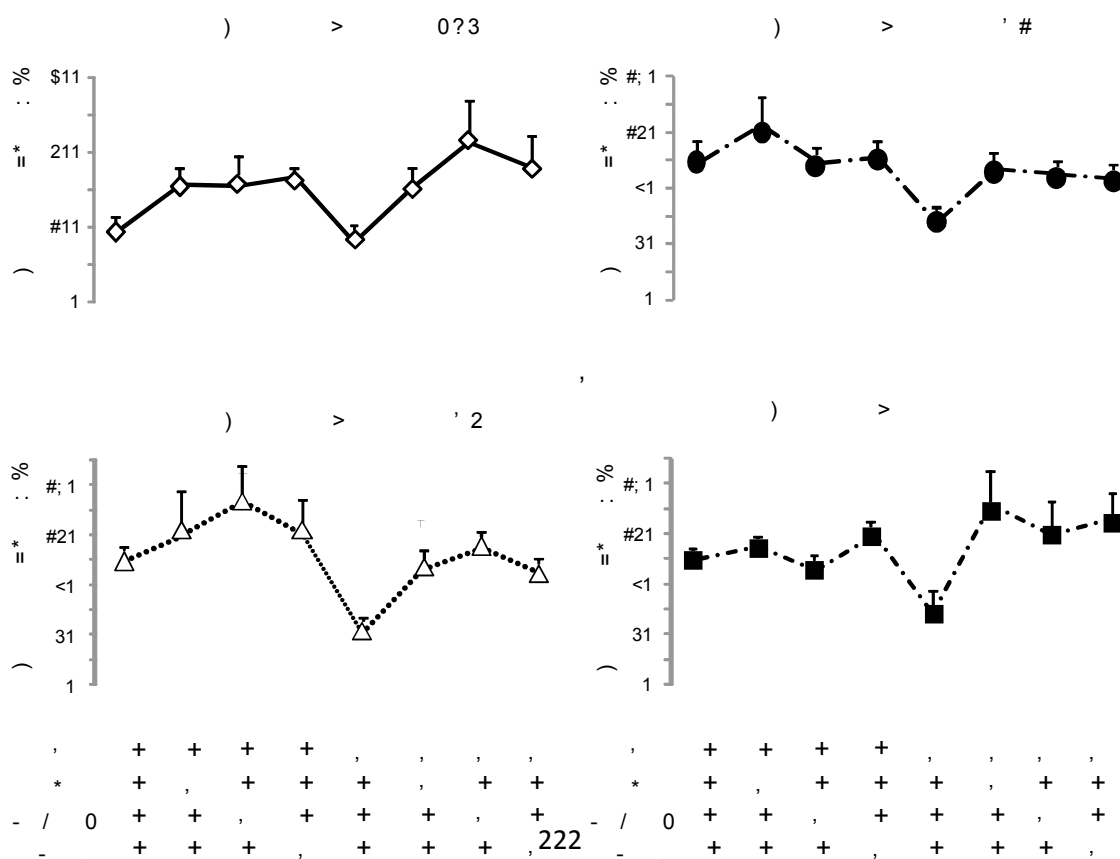 ) > 0?3
) > ' #
=* : %
$11
211
#11
1
)
=* : %
#; 1
#21
<1
31
1
)
,
) > ' 2
) >
=* : %
#; 1
#21
<1
31
1
)
=* : %
#; 1
#21
<1
31
1
)
, + + + + , , , ,
* + , + + + , + +
- / 0 + + , + + + , +
- + + + , + + + ,
, + + + + , , , ,
* + , + + + , + +
- / 0 + + , + + + , +
- + + + , + + + ,
222